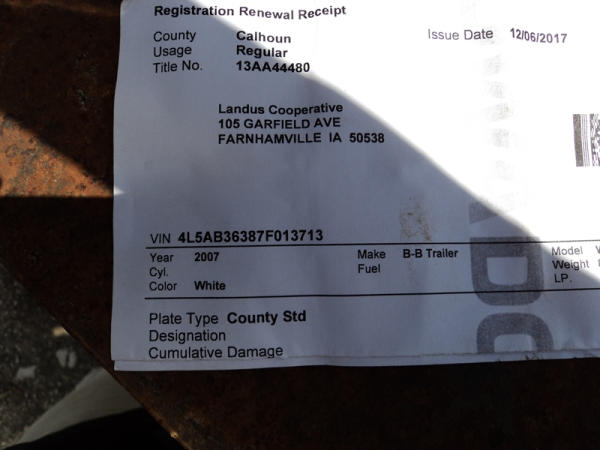 Registration Renewal Receipt
County Calhoun Issue Date 12/06/2017
Usage Regular
Title No. 13AA44480
Landus Cooperative
105 GARFIELD AVE
FARNHAMVILLE IA 50538
VIN 4L5AB36387F013713
Year 2007 Make B-B Trailer Model
Cyl. Fuel Weight
Color White LP.
Plate Type County Std
Designation
Cumulative Damage